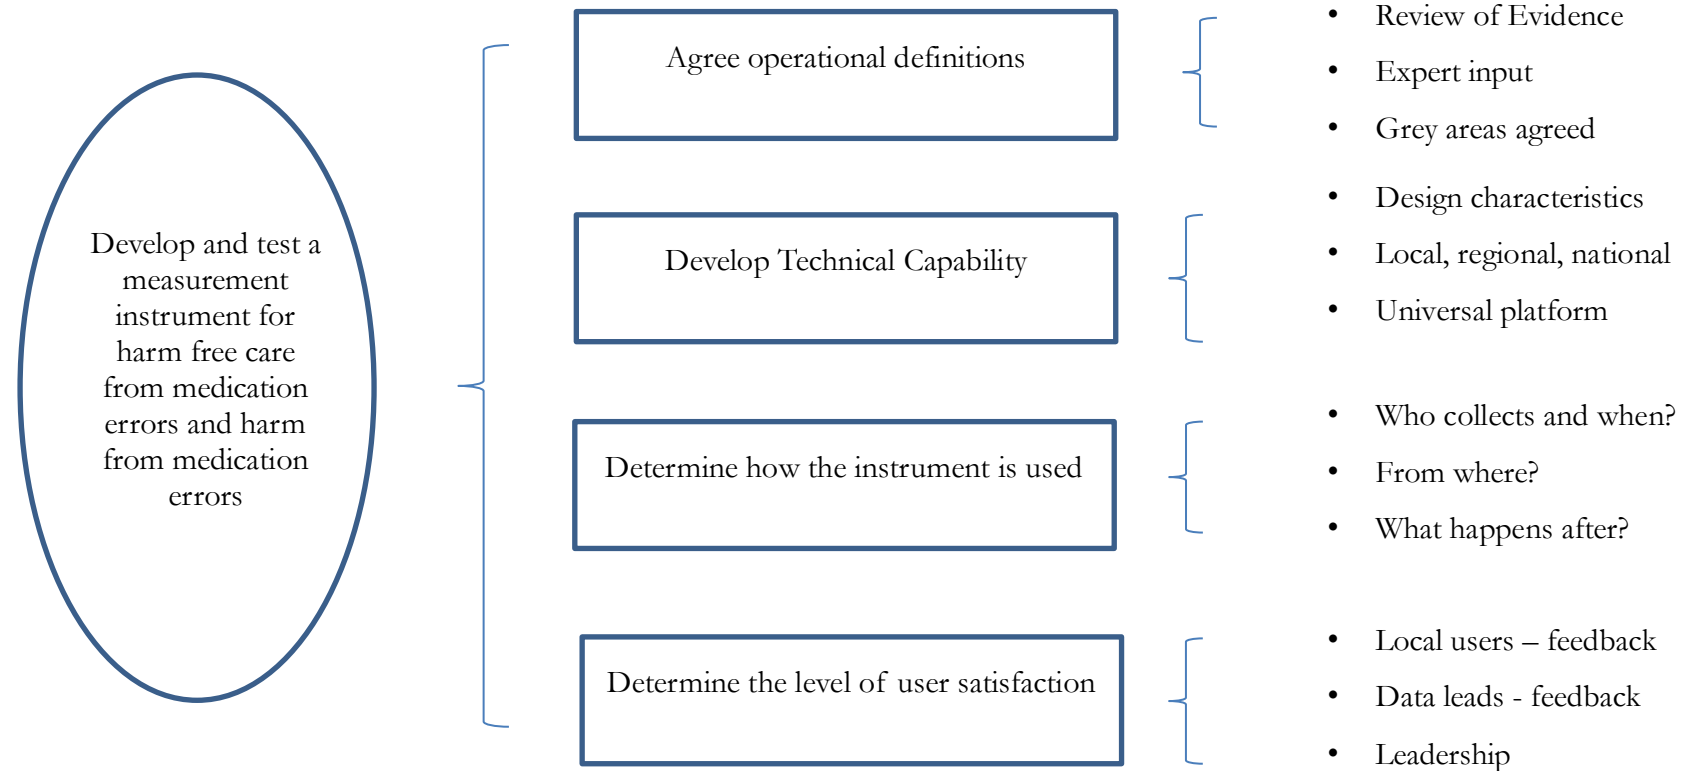 Develop and test a
measurement
instrument for
harm free care
from medication
errors and harm
from medication
errors
Agree operational definitions
• Review of Evidence
• Expert input
• Grey areas agreed
Develop Technical Capability
• Design characteristics
• Local, regional, national
• Universal platform
Determine how the instrument is used
• Who collects and when?
• From where?
• What happens after?
Determine the level of user satisfaction
• Local users – feedback
• Data leads - feedback
• Leadership